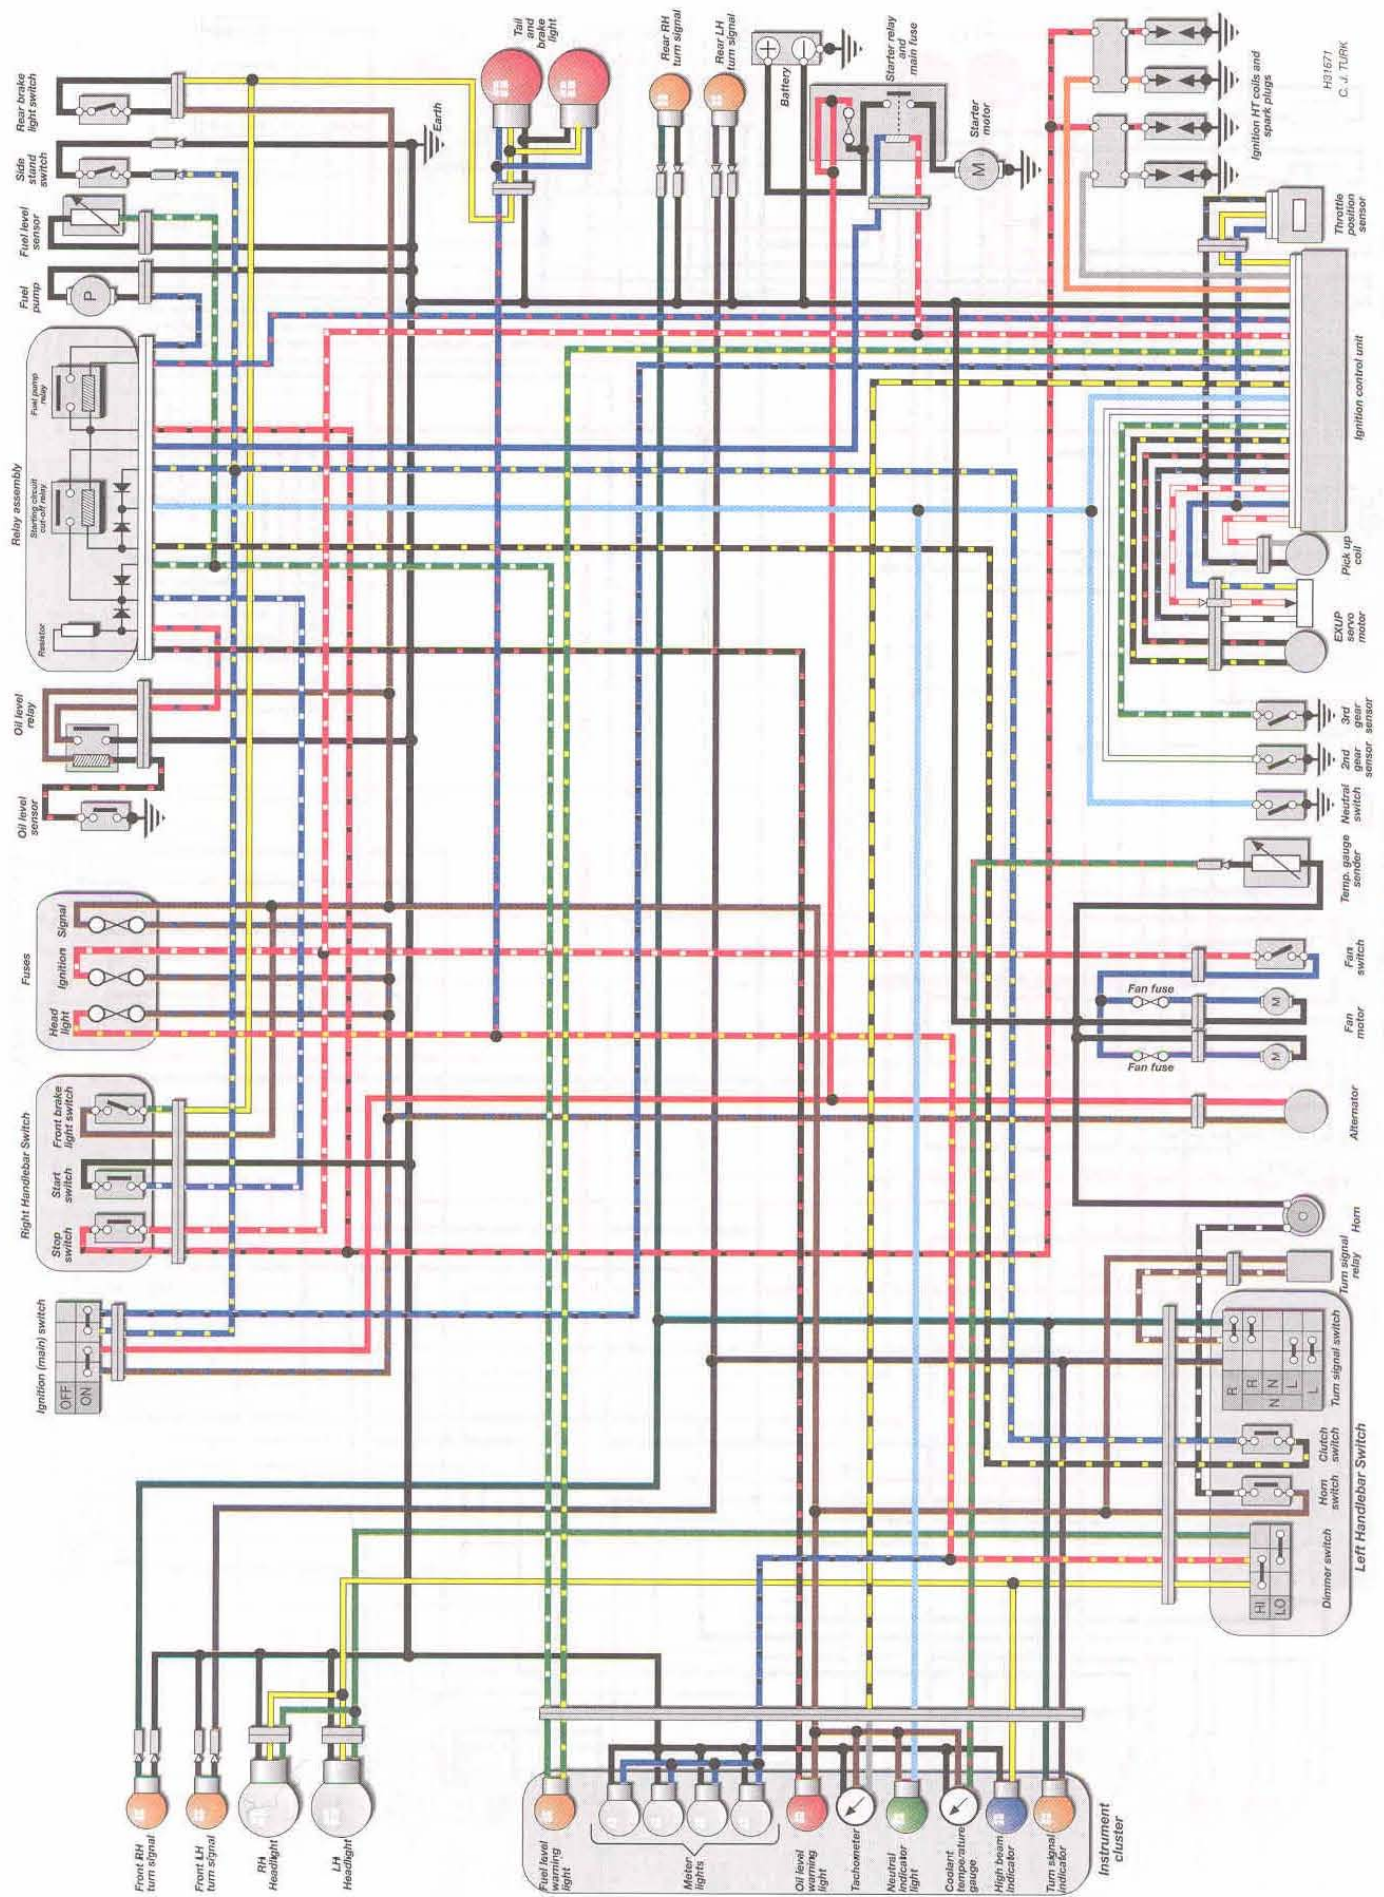 Rear brake
light switch
Side
stand
switch
Fuel level
sensor
Fuel
pump
P
Relay assembly
Fuel pump
relay
Starting circuit
cut-off relay
Resistor
Oil level
relay
Oil level
sensor
Fuses
Signal
Ignition
Head
light
Right Handlebar Switch
Front brake
light switch
Start
switch
Stop
switch
Ignition (main) switch
OFF
ON
Front RH
turn signal
Front LH
turn signal
RH
Headlight
LH
Headlight
Tail
and
brake
light
Earth
Rear RH
turn signal
Rear LH
turn signal
Battery
+
−
Starter relay
and
main fuse
Starter
motor
M
Ignition HT coils and
spark plugs
H31671
C. J. TURK
Throttle
position
sensor
Ignition control unit
Pick up
coil
EXUP
servo
motor
3rd
gear
sensor
2nd
gear
sensor
Neutral
switch
Temp. gauge
sender
Fan
switch
Fan fuse
M
Fan
motor
Fan fuse
M
Alternator
Horn
Turn signal
relay
Turn signal switch
R
R
N
N
L
L
Clutch
switch
Horn
switch
Dimmer switch
HI
LO
Left Handlebar Switch
Fuel level
warning
light
Meter
lights
Oil level
warning
light
Tachometer
Neutral
indicator
light
Coolant
temperature
gauge
High beam
indicator
Turn signal
indicator
Instrument
cluster